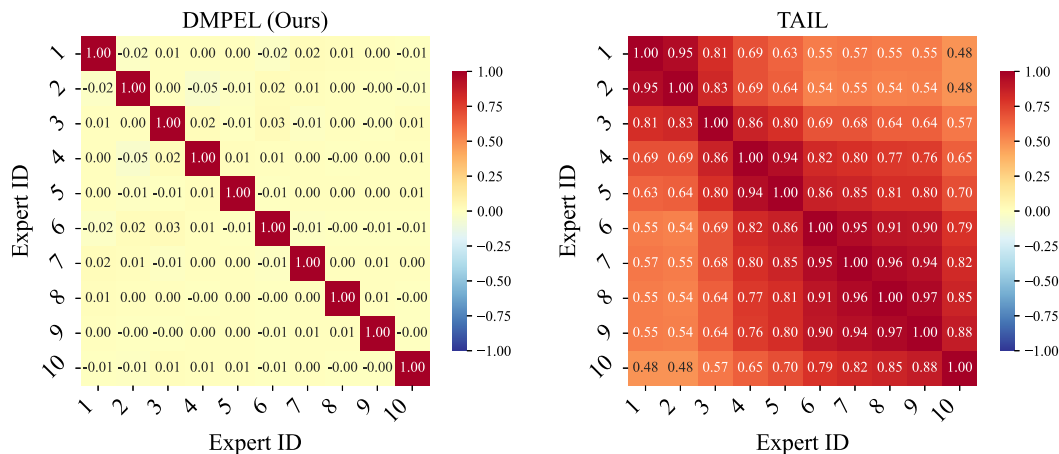 DMPEL (Ours)
1 1.00 -0.02 0.01 0.00 0.00 -0.02 0.02 0.01 0.00 -0.01
2 -0.02 1.00 0.00 -0.05 -0.01 0.02 0.01 0.00 -0.00 0.01
3 0.01 0.00 1.00 0.02 -0.01 0.03 -0.01 0.00 -0.00 0.01
4 0.00 -0.05 0.02 1.00 0.01 0.01 0.00 -0.00 0.00 0.01
5 0.00 -0.01 -0.01 0.01 1.00 -0.01 0.00 0.00 0.00 -0.01
6 -0.02 0.02 0.03 0.01 -0.01 1.00 -0.01 -0.00 -0.01 0.00
7 0.02 0.01 -0.01 0.00 0.00 -0.01 1.00 0.00 0.01 0.00
8 0.01 0.00 0.00 -0.00 0.00 -0.00 0.00 1.00 0.01 -0.00
9 0.00 -0.00 -0.00 0.00 0.00 -0.01 0.01 0.01 1.00 -0.00
10 -0.01 0.01 0.01 0.01 -0.01 0.00 0.00 -0.00 -0.00 1.00
1 2 3 4 5 6 7 8 9 10
Expert ID
Expert ID
1.00
0.75
0.50
0.25
0.00
−0.25
−0.50
−0.75
−1.00
TAIL
1 1.00 0.95 0.81 0.69 0.63 0.55 0.57 0.55 0.55 0.48
2 0.95 1.00 0.83 0.69 0.64 0.54 0.55 0.54 0.54 0.48
3 0.81 0.83 1.00 0.86 0.80 0.69 0.68 0.64 0.64 0.57
4 0.69 0.69 0.86 1.00 0.94 0.82 0.80 0.77 0.76 0.65
5 0.63 0.64 0.80 0.94 1.00 0.86 0.85 0.81 0.80 0.70
6 0.55 0.54 0.69 0.82 0.86 1.00 0.95 0.91 0.90 0.79
7 0.57 0.55 0.68 0.80 0.85 0.95 1.00 0.96 0.94 0.82
8 0.55 0.54 0.64 0.77 0.81 0.91 0.96 1.00 0.97 0.85
9 0.55 0.54 0.64 0.76 0.80 0.90 0.94 0.97 1.00 0.88
10 0.48 0.48 0.57 0.65 0.70 0.79 0.82 0.85 0.88 1.00
1 2 3 4 5 6 7 8 9 10
Expert ID
Expert ID
1.00
0.75
0.50
0.25
0.00
−0.25
−0.50
−0.75
−1.00